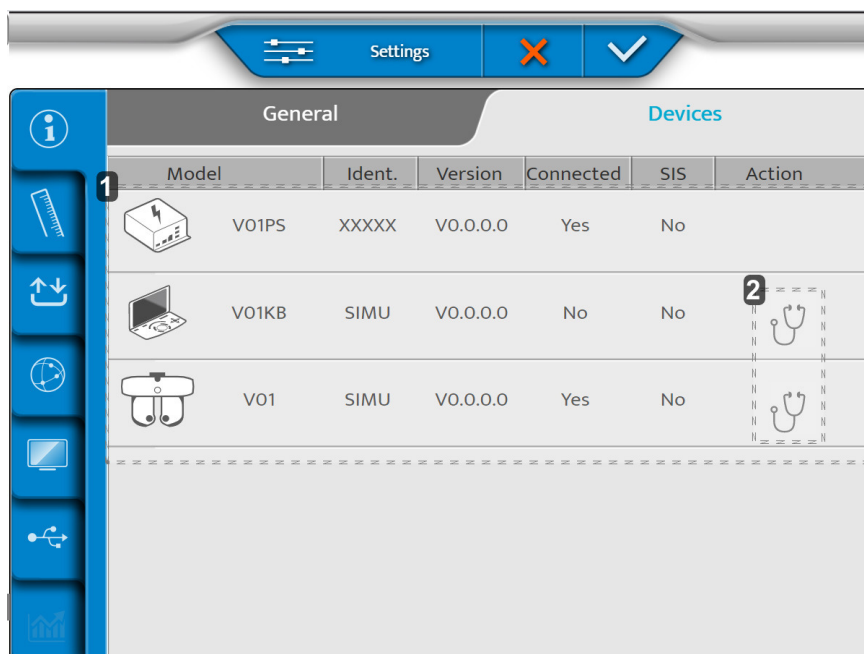 Settings
General Devices
1 Model Ident. Version Connected SIS Action
V01PS XXXXX V0.0.0.0 Yes No
2
V01KB SIMU V0.0.0.0 No No
V01 SIMU V0.0.0.0 Yes No